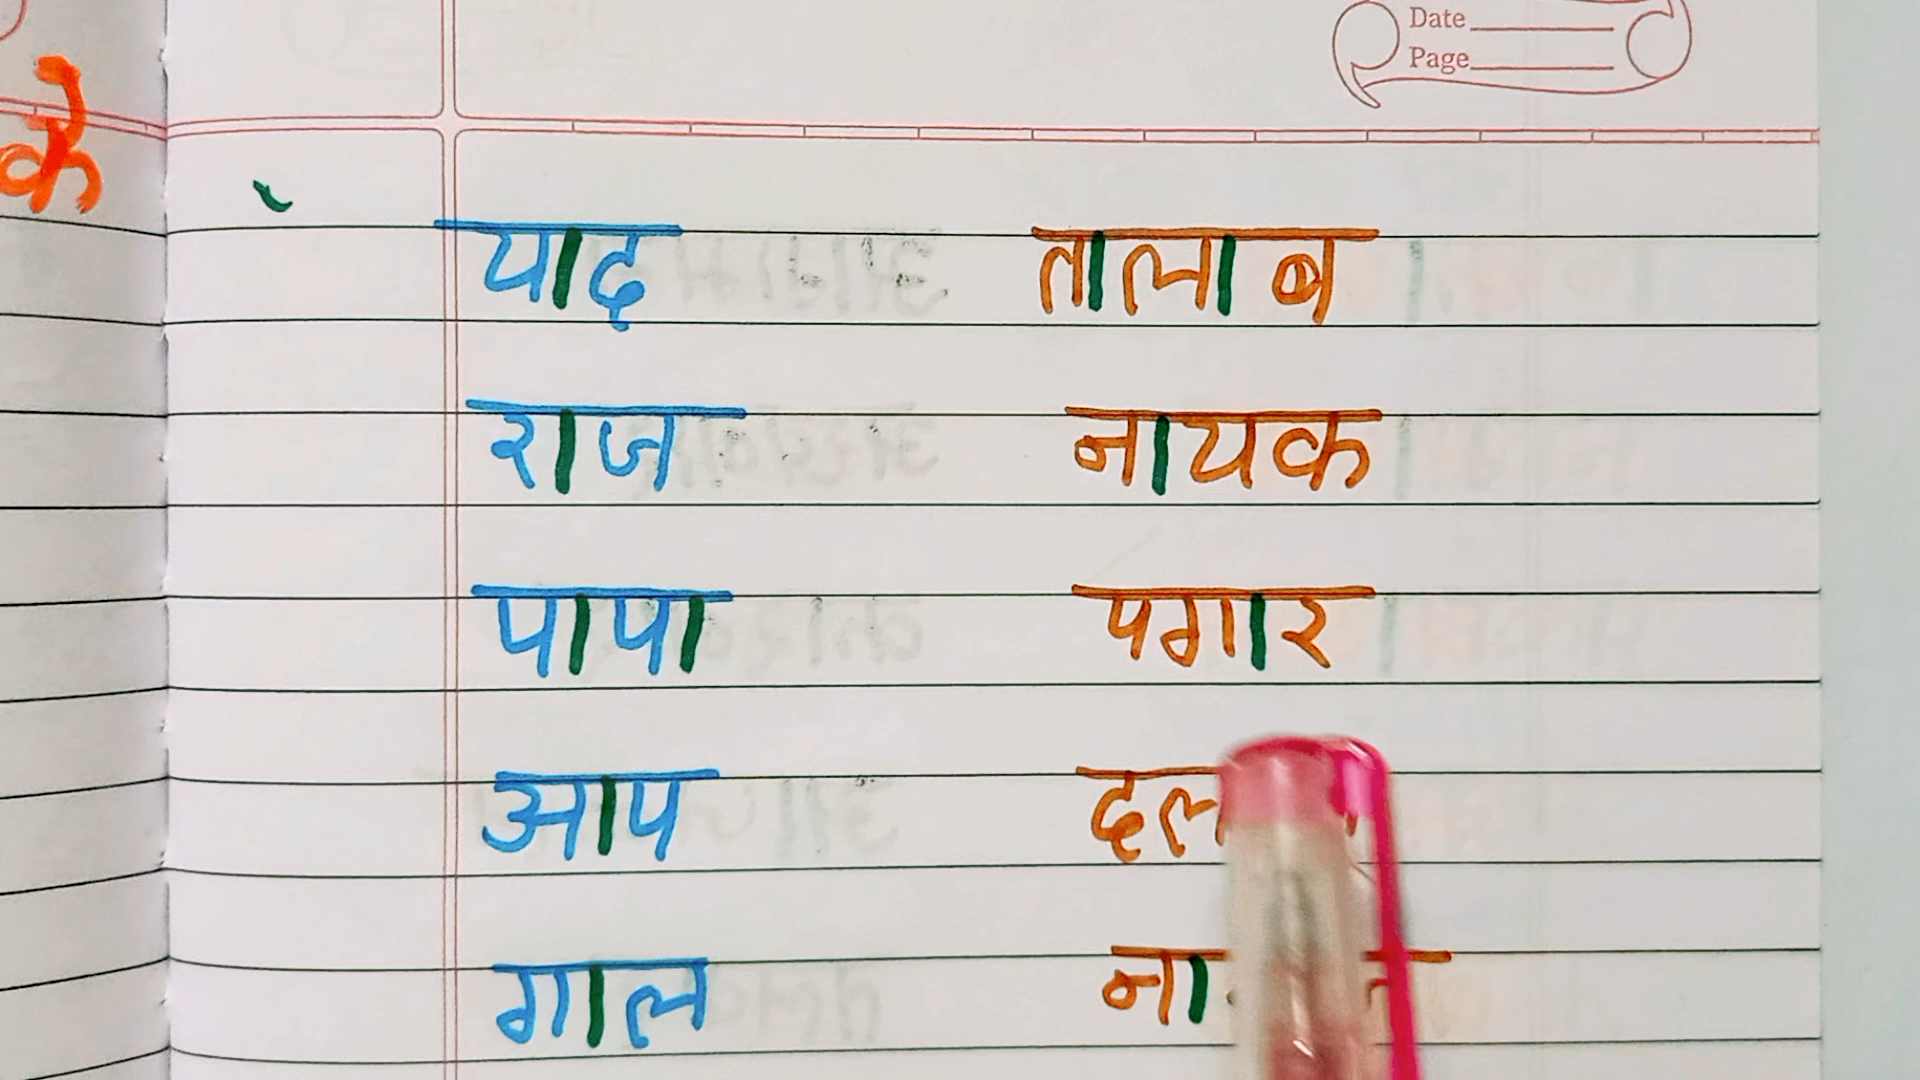 Date
Page
के
याद तालाब
राज नायक
पापा पगार
आप
गाल